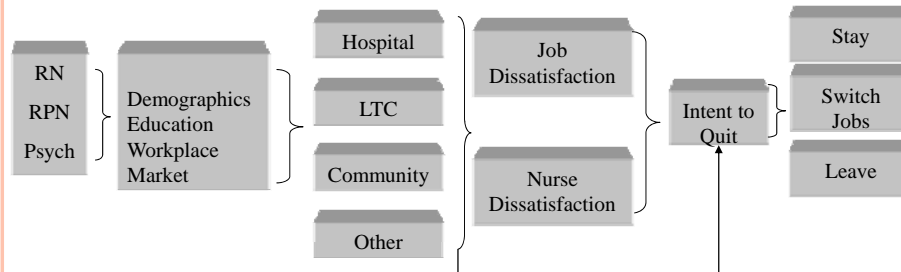 RN
RPN
Psych
Demographics
Education
Workplace
Market
Hospital
LTC
Community
Other
Job
Dissatisfaction
Nurse
Dissatisfaction
Intent to
Quit
Stay
Switch
Jobs
Leave